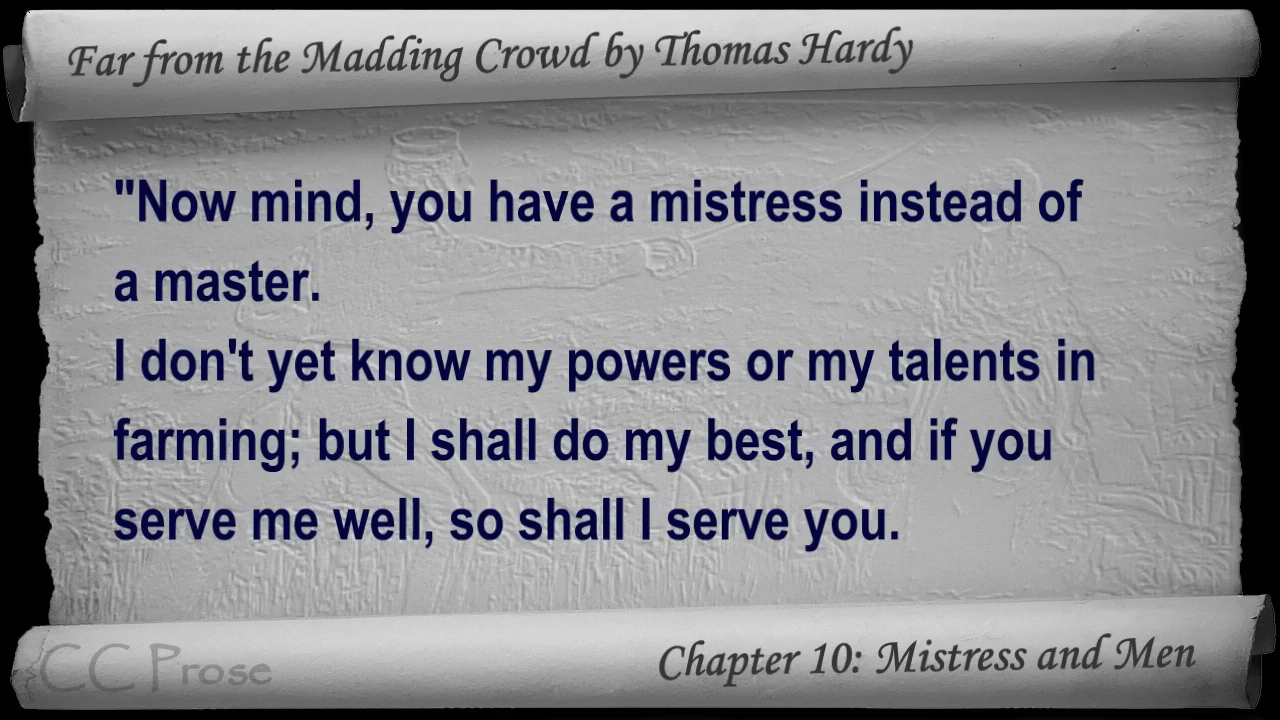 Far from the Madding Crowd by Thomas Hardy
"Now mind, you have a mistress instead of
a master.
I don't yet know my powers or my talents in
farming; but I shall do my best, and if you
serve me well, so shall I serve you.
CC Prose
Chapter 10: Mistress and Men